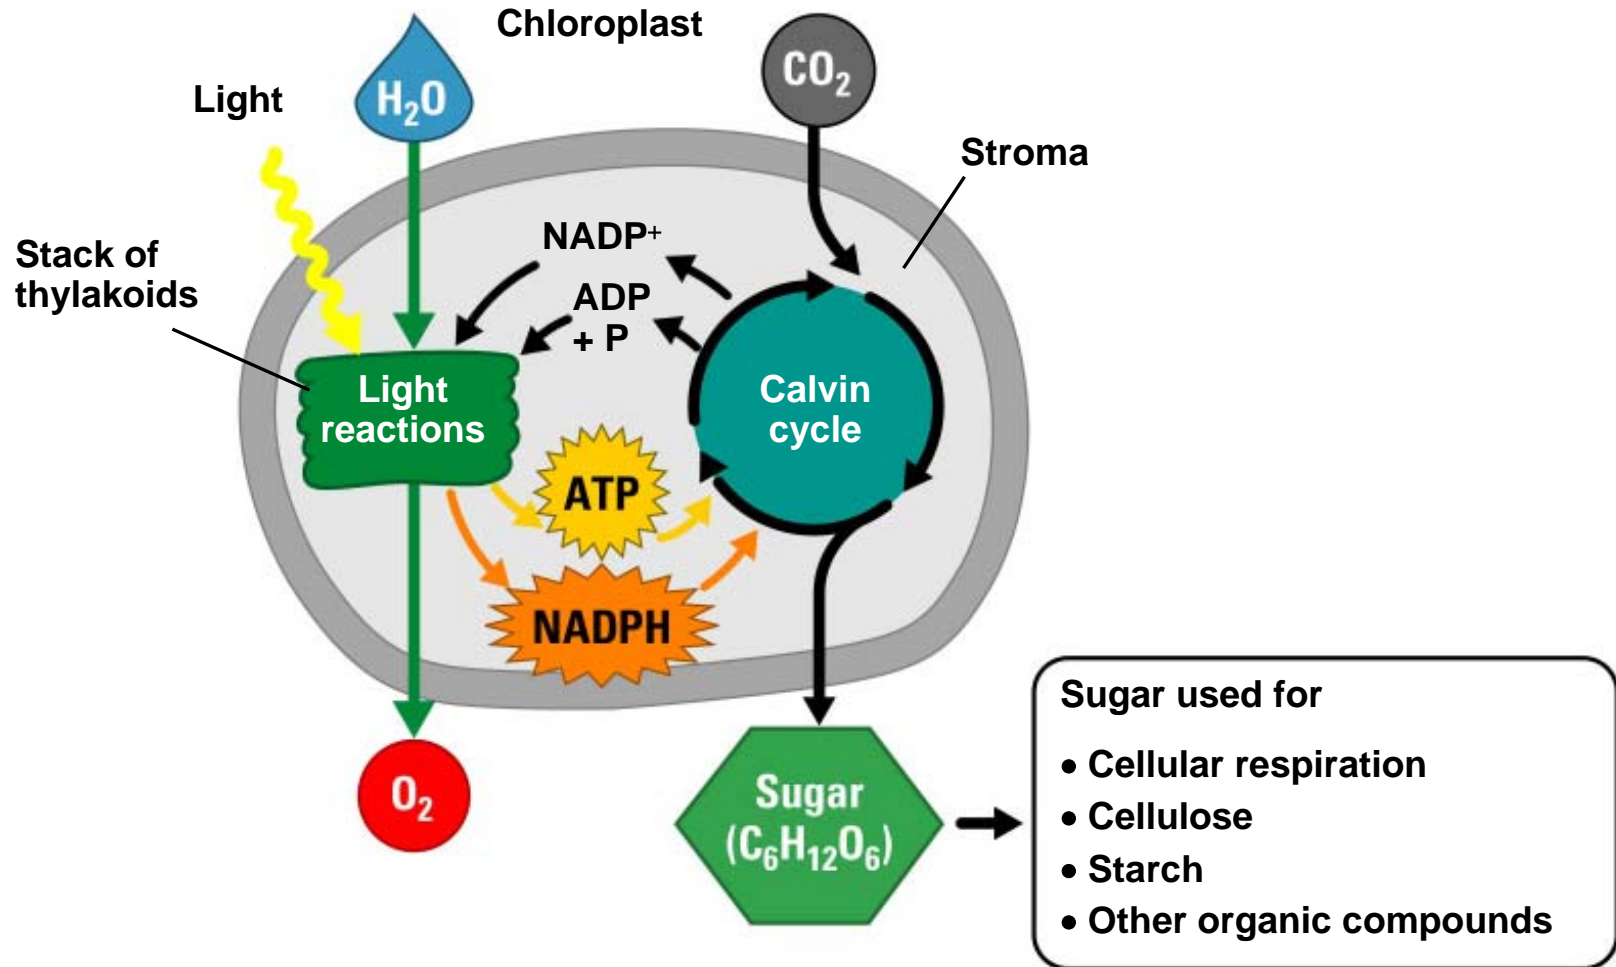 Chloroplast
CO₂
H₂O
Light
Stroma
NADP⁺
Stack of
thylakoids
ADP
+ P
Light
reactions
Calvin
cycle
ATP
NADPH
O₂
Sugar
(C₆H₁₂O₆)
Sugar used for
• Cellular respiration
• Cellulose
• Starch
• Other organic compounds